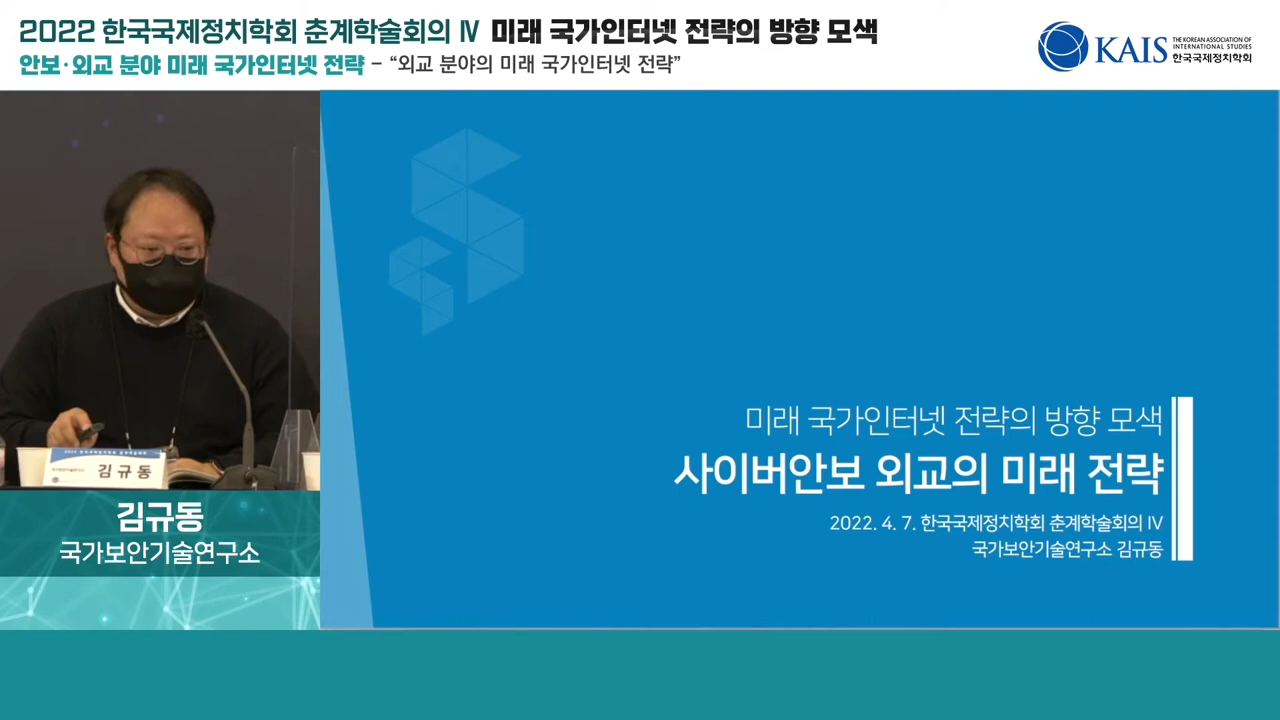 2022 한국국제정치학회 춘계학술회의 Ⅳ 미래 국가인터넷 전략의 방향 모색
안보·외교 분야 미래 국가인터넷 전략 – “외교 분야의 미래 국가인터넷 전략”
KAIS
THE KOREAN ASSOCIATION OF
INTERNATIONAL STUDIES
한국국제정치학회
미래 국가인터넷 전략의 방향 모색
사이버안보 외교의 미래 전략
2022. 4. 7. 한국국제정치학회 춘계학술회의 Ⅳ
국가보안기술연구소 김규동
김 규 동
김규동
국가보안기술연구소